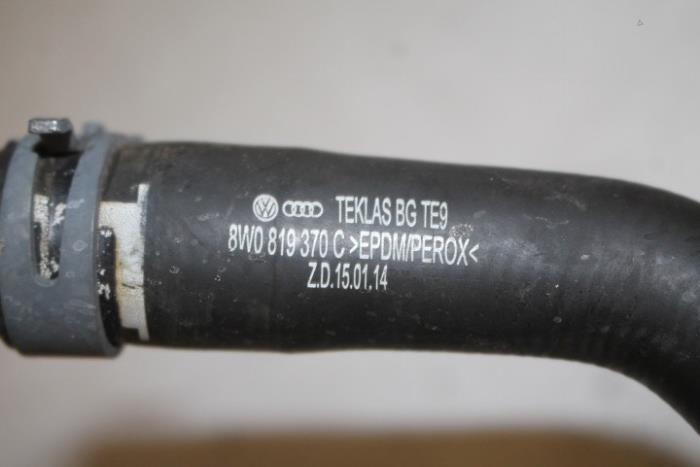 TEKLAS BG TE9
8W0 819 370 C >EPDM/PEROX<
Z.D.15.01,14